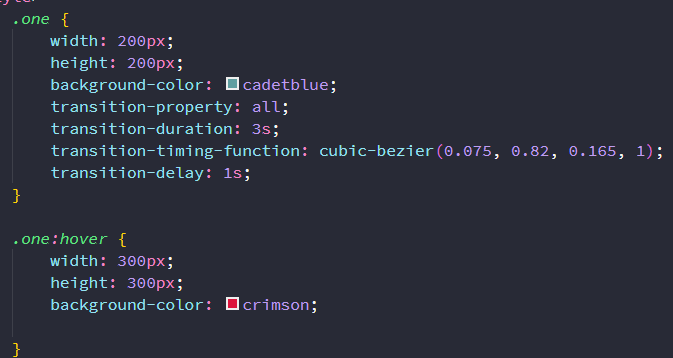 .one {
width: 200px;
height: 200px;
background-color: cadetblue;
transition-property: all;
transition-duration: 3s;
transition-timing-function: cubic-bezier(0.075, 0.82, 0.165, 1);
transition-delay: 1s;
}
.one:hover {
width: 300px;
height: 300px;
background-color: crimson;
}